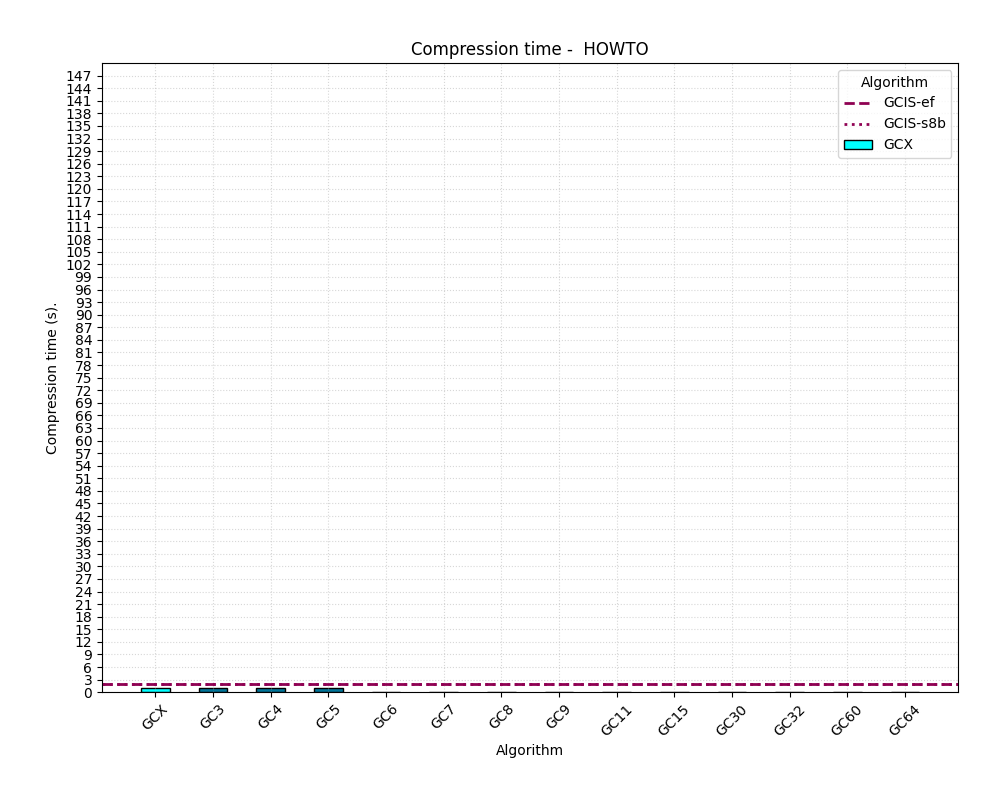 Compression time -  HOWTO
Algorithm
GCIS-ef
GCIS-s8b
GCX
147
144
141
138
135
132
129
126
123
120
117
114
111
108
105
102
99
96
93
90
87
84
81
78
75
72
69
66
63
60
57
54
51
48
45
42
39
36
33
30
27
24
21
18
15
12
9
6
3
0
Compression time (s).
GCX
GC3
GC4
GC5
GC6
GC7
GC8
GC9
GC11
GC15
GC30
GC32
GC60
GC64
Algorithm